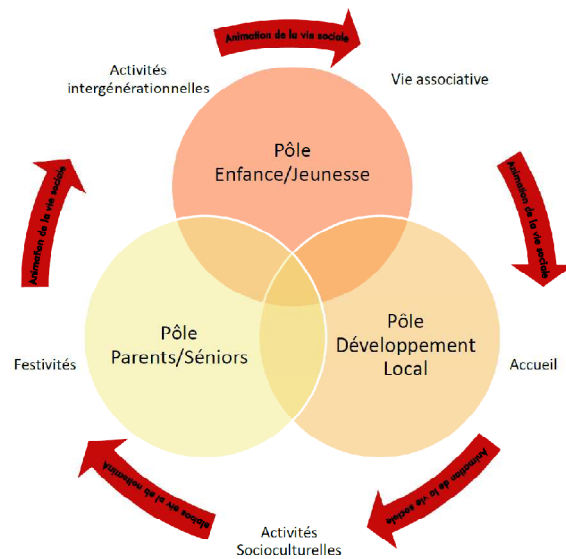 Animation de la vie sociale
Activités
intergénérationnelles
Vie associative
Pôle
Enfance/Jeunesse
Animation de la vie sociale
Animation de la vie sociale
Pôle
Parents/Séniors
Pôle
Développement
Local
Festivités
Accueil
Animation de la vie sociale
Animation de la vie sociale
Activités
Socioculturelles